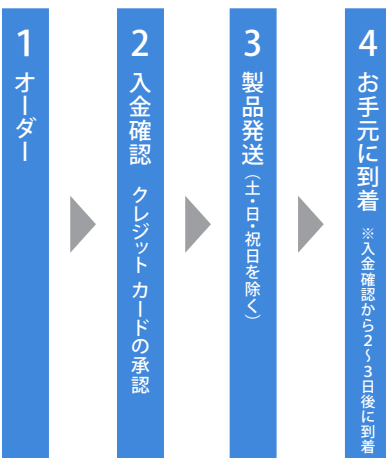 1 オーダー
2 入金確認 クレジット カードの承認
3 製品発送 (土・日・祝日を除く)
4 お手元に到着 ※入金確認から2~3日後に到着